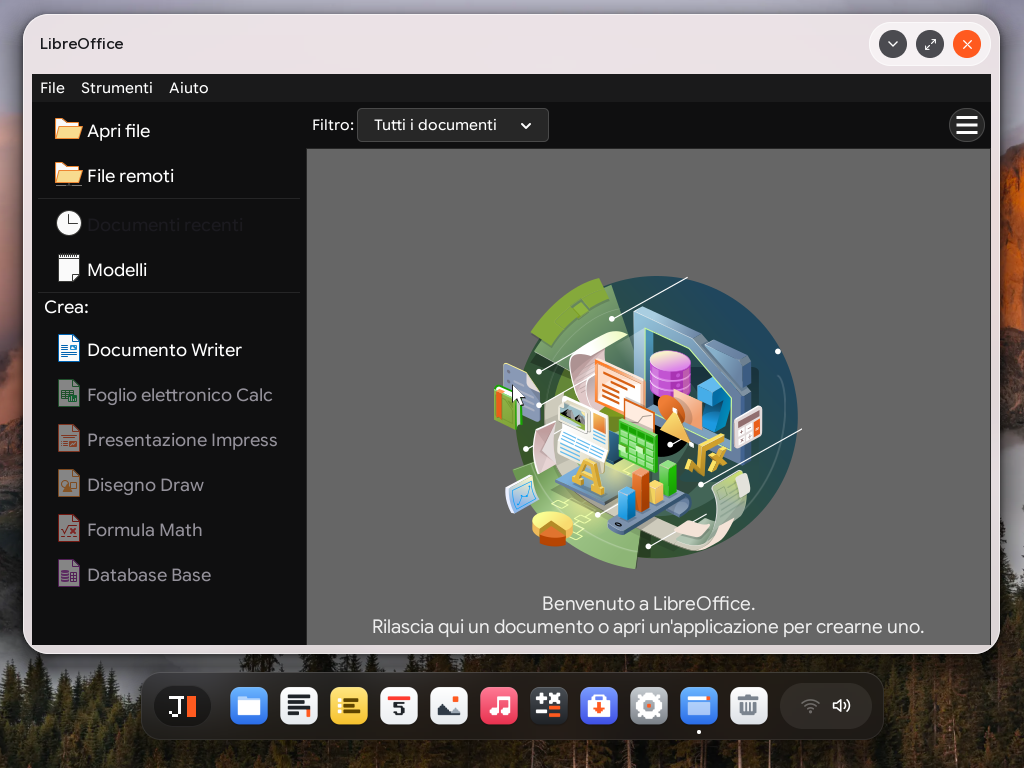 LibreOffice
File Strumenti Aiuto
Apri file
File remoti
Documenti recenti
Modelli
Crea:
Documento Writer
Foglio elettronico Calc
Presentazione Impress
Disegno Draw
Formula Math
Database Base
Filtro: Tutti i documenti
Benvenuto a LibreOffice.
Rilascia qui un documento o apri un'applicazione per crearne uno.
5